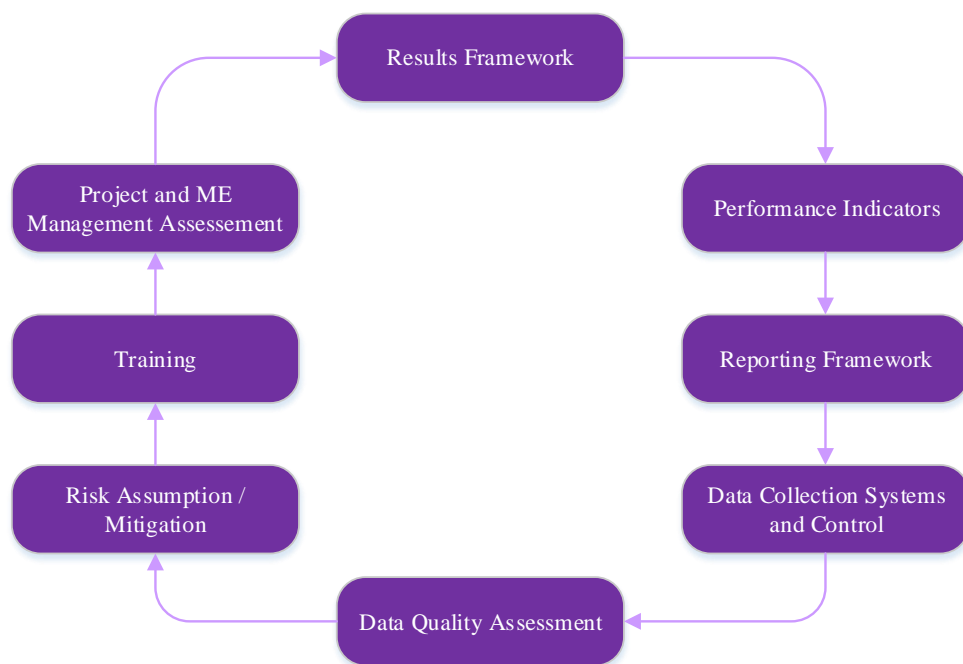 Results Framework
Performance Indicators
Reporting Framework
Data Collection Systems
and Control
Data Quality Assessment
Risk Assumption /
Mitigation
Training
Project and ME
Management Assessement